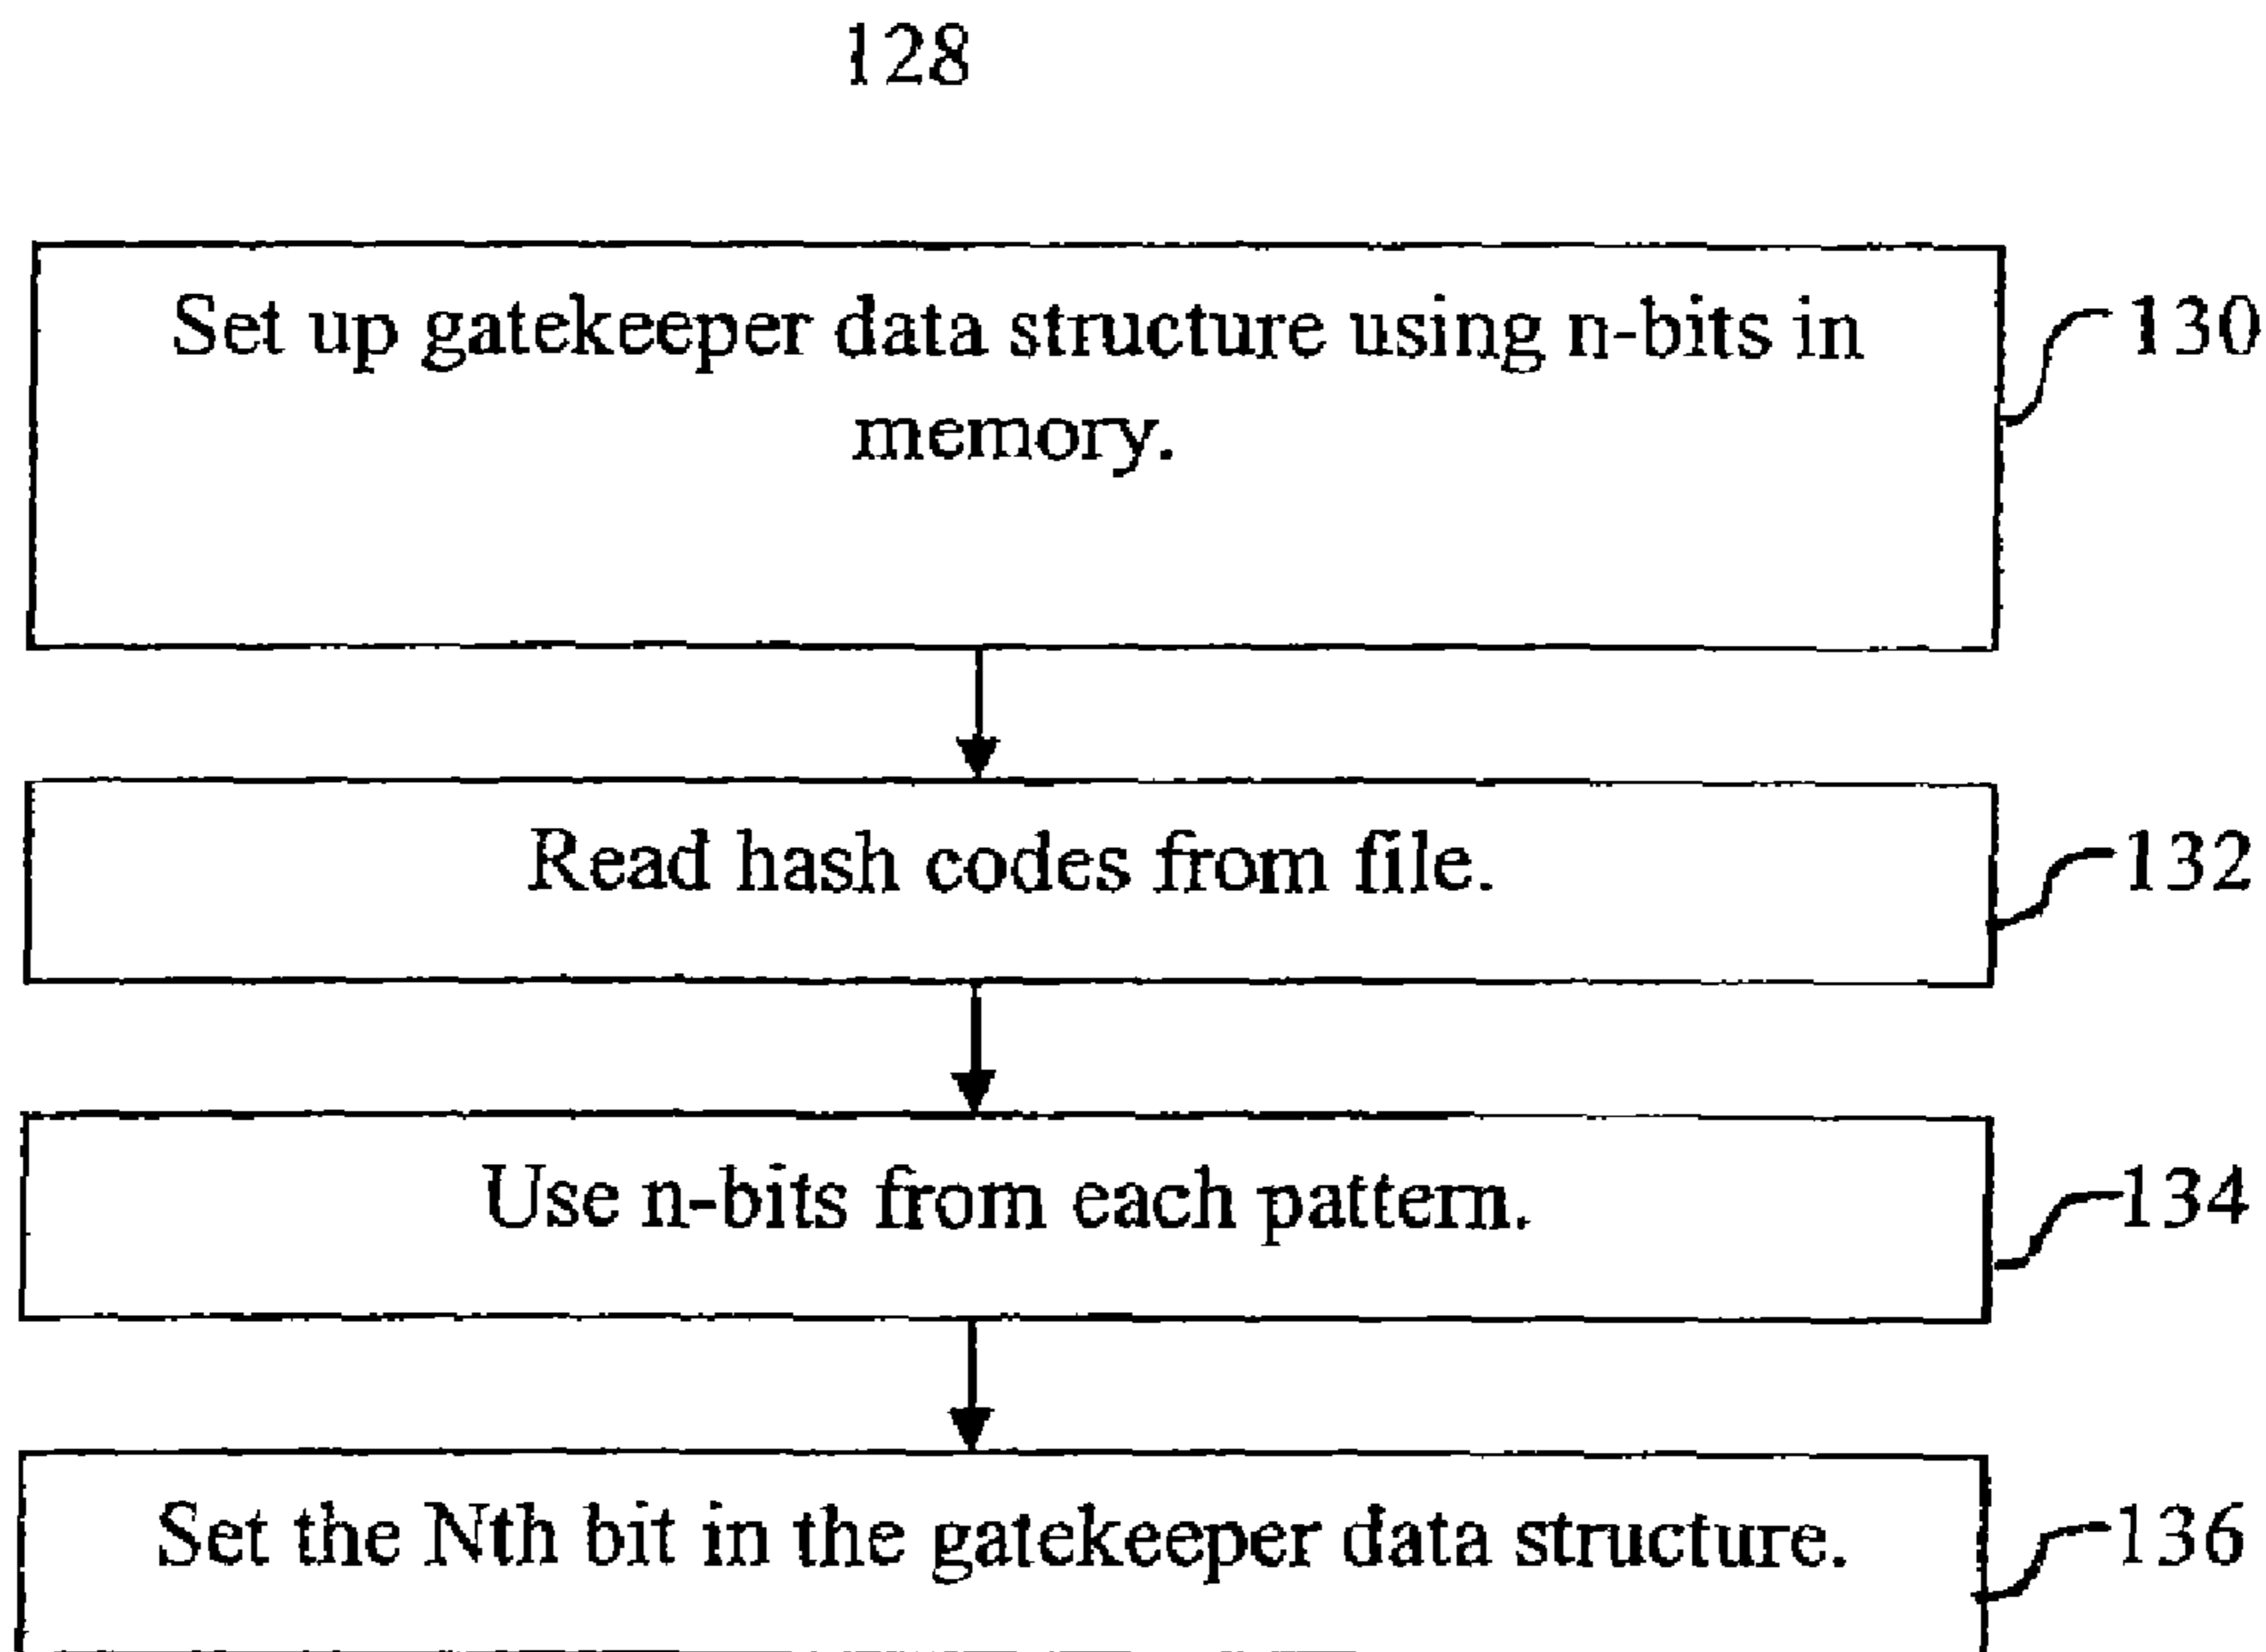 128
Set up gatekeeper data structure using n-bits in
memory.
130
Read hash codes from file.
132
Use n-bits from each pattern.
134
Set the Nth bit in the gatekeeper data structure.
136